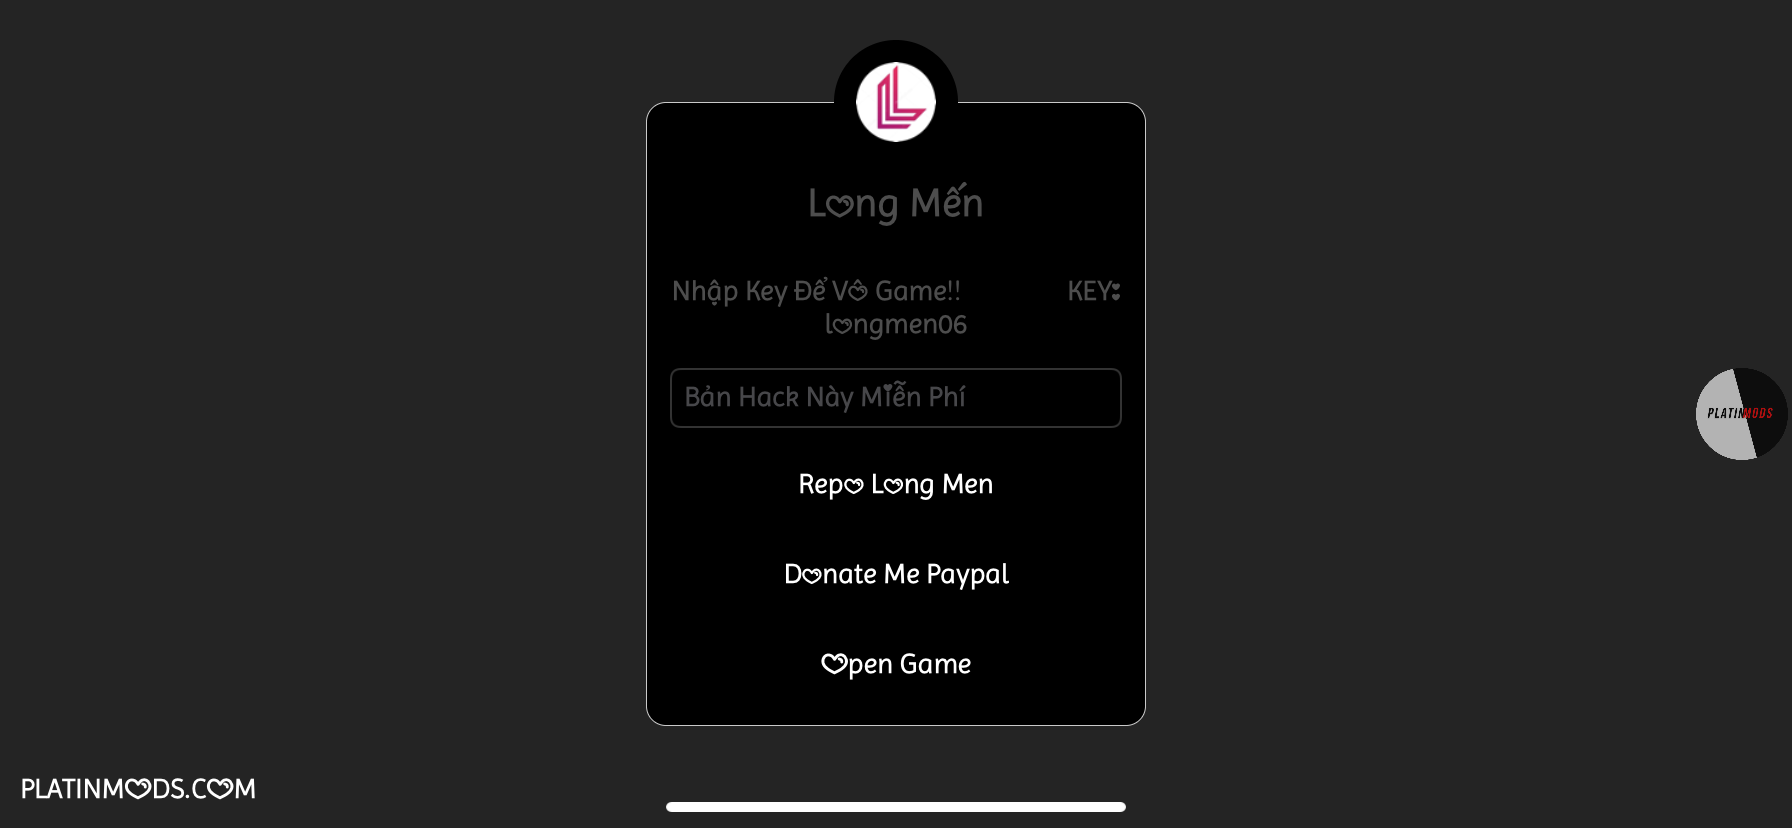 Long Mến
Nhập Key Để Vô Game!! KEY:
longmen06
Bản Hack Này Miễn Phí
Repo Long Men
Donate Me Paypal
Open Game
PLATINMODS
PLATINMODS.COM